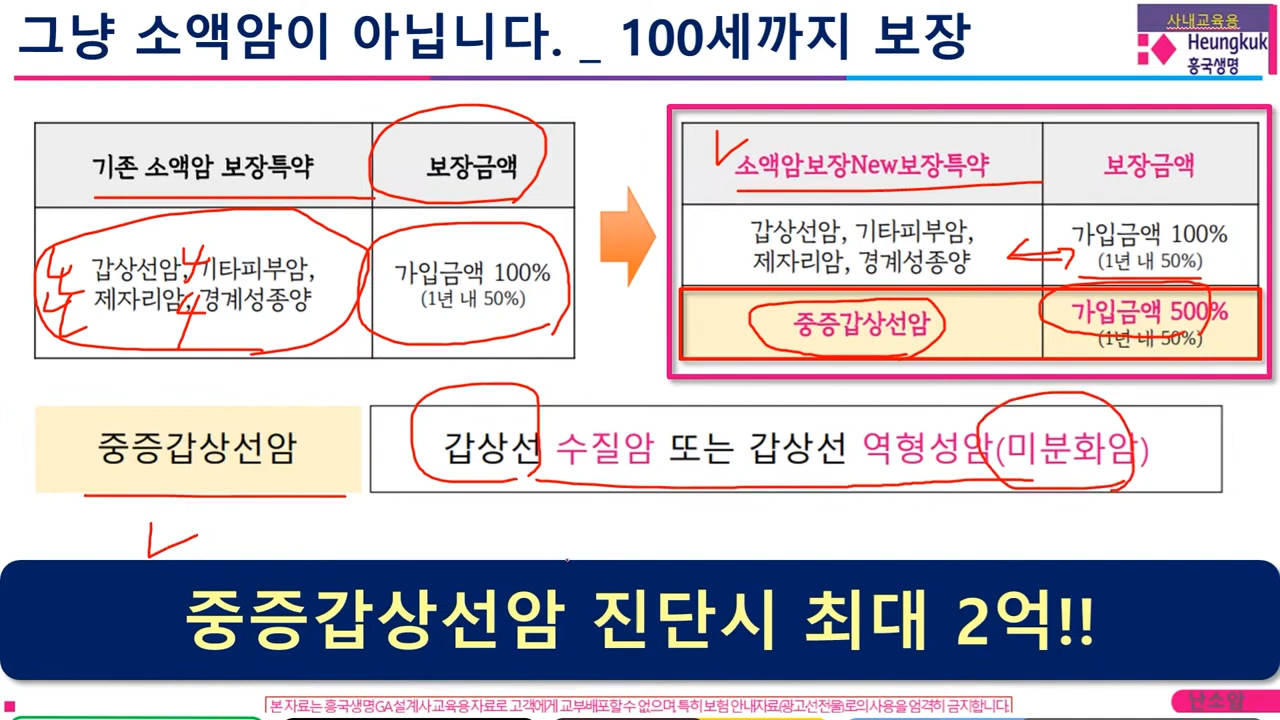 그냥 소액암이 아닙니다. _ 100세까지 보장
사내교육용
Heungkuk
흥국생명
기존 소액암 보장특약
보장금액
갑상선암, 기타피부암,
제자리암, 경계성종양
4
4
4
4
가입금액 100%
(1년 내 50%)
소액암보장New보장특약
보장금액
갑상선암, 기타피부암,
제자리암, 경계성종양
가입금액 100%
(1년 내 50%)
중증갑상선암
가입금액 500%
(1년 내 50%)
중증갑상선암
갑상선 수질암 또는 갑상선 역형성암(미분화암)
중증갑상선암 진단시 최대 2억!!
본 자료는 흥국생명GA설계사 교육용 자료로 고객에게 교부배포할 수 없으며, 특히 보험 안내자료(광고선전물)로의 사용을 엄격히 금지합니다.
난소암